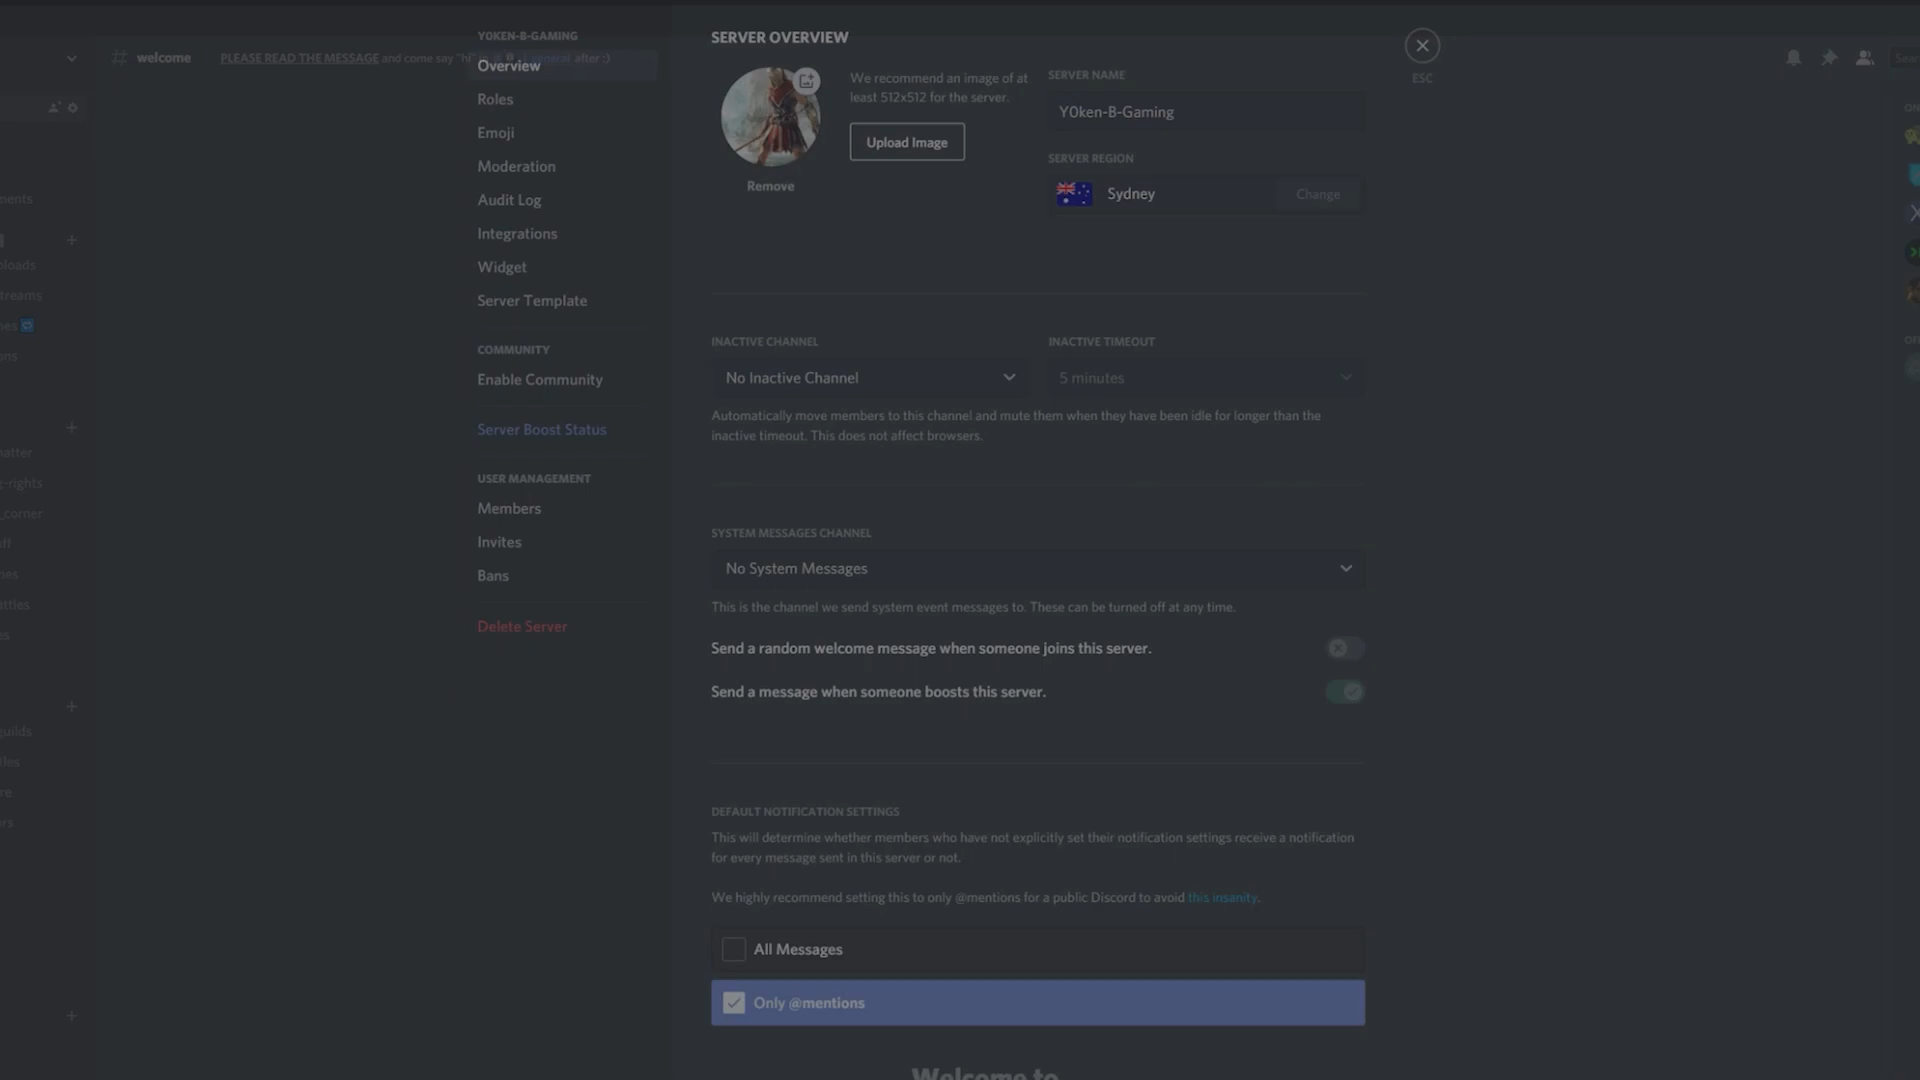 welcome
PLEASE READ THE MESSAGE and come say "hi"
general after :)
Y0KEN-B-GAMING
Overview
Roles
Emoji
Moderation
Audit Log
Integrations
Widget
Server Template
COMMUNITY
Enable Community
Server Boost Status
USER MANAGEMENT
Members
Invites
Bans
Delete Server
SERVER OVERVIEW
We recommend an image of at
least 512x512 for the server.
Upload Image
Remove
SERVER NAME
Y0ken-B-Gaming
SERVER REGION
Sydney
Change
ESC
INACTIVE CHANNEL
No Inactive Channel
INACTIVE TIMEOUT
5 minutes
Automatically move members to this channel and mute them when they have been idle for longer than the
inactive timeout. This does not affect browsers.
SYSTEM MESSAGES CHANNEL
No System Messages
This is the channel we send system event messages to. These can be turned off at any time.
Send a random welcome message when someone joins this server.
Send a message when someone boosts this server.
DEFAULT NOTIFICATION SETTINGS
This will determine whether members who have not explicitly set their notification settings receive a notification
for every message sent in this server or not.
We highly recommend setting this to only @mentions for a public Discord to avoid this insanity.
All Messages
Only @mentions
Welcome to